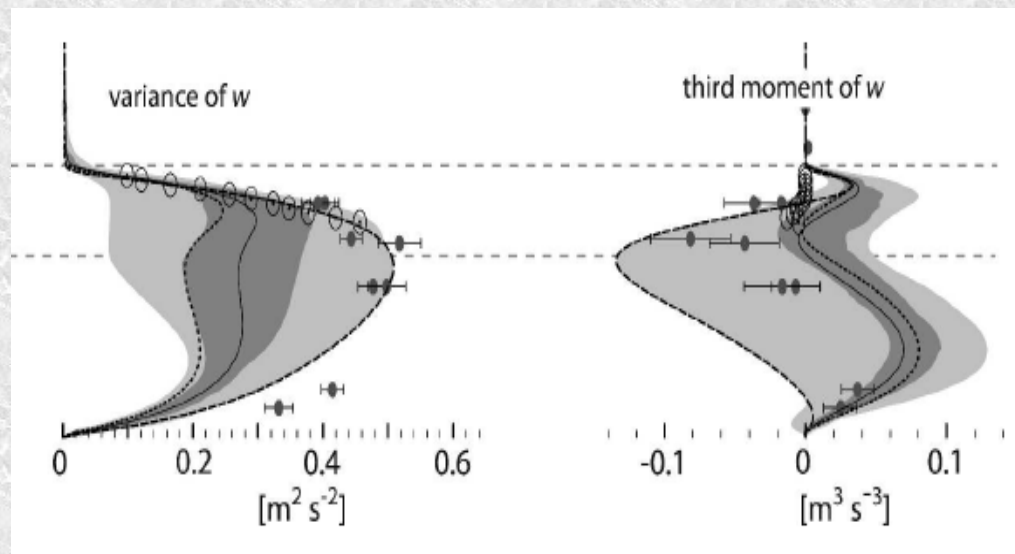 variance of w
third moment of w
0 0.2 0.4 0.6
-0.1 0 0.1
[m² s⁻²]
[m³ s⁻³]